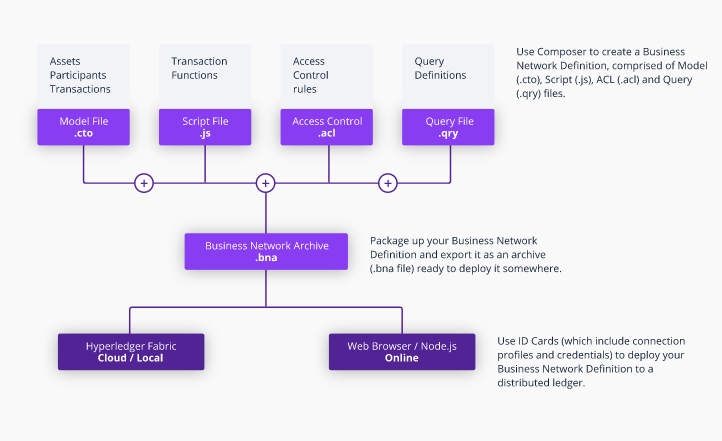 Assets
Participants
Transactions
Transaction
Functions
Access
Control
rules
Query
Definitions
Use Composer to create a Business
Network Definition, comprised of Model
(.cto), Script (.js), ACL (.acl) and Query
(.qry) files.
Model File
.cto
Script File
.js
Access Control
.acl
Query File
.qry
+
+
+
Business Network Archive
.bna
Package up your Business Network
Definition and export it as an archive
(.bna file) ready to deploy it somewhere.
Hyperledger Fabric
Cloud / Local
Web Browser / Node.js
Online
Use ID Cards (which include connection
profiles and credentials) to deploy your
Business Network Definition to a
distributed ledger.